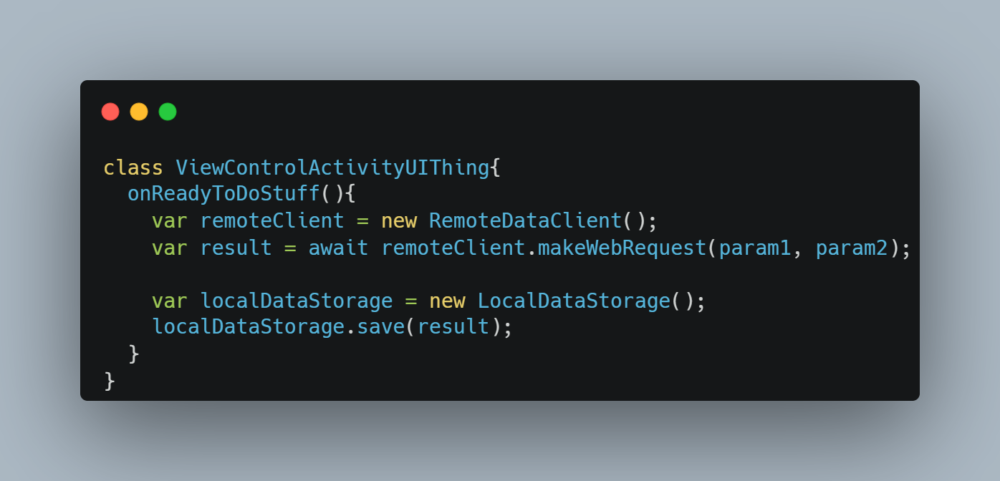 class ViewControlActivityUIThing{
  onReadyToDoStuff(){
    var remoteClient = new RemoteDataClient();
    var result = await remoteClient.makeWebRequest(param1, param2);

    var localDataStorage = new LocalDataStorage();
    localDataStorage.save(result);
  }
}